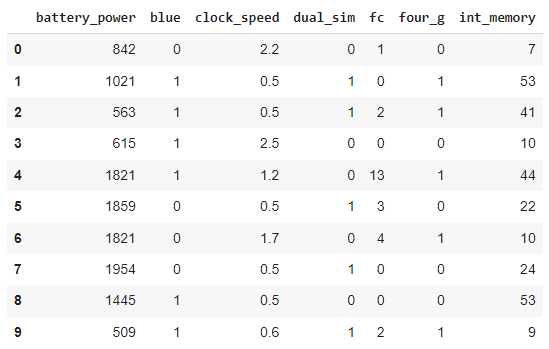 battery_power blue clock_speed dual_sim fc four_g int_memory
0 842 0 2.2 0 1 0 7
1 1021 1 0.5 1 0 1 53
2 563 1 0.5 1 2 1 41
3 615 1 2.5 0 0 0 10
4 1821 1 1.2 0 13 1 44
5 1859 0 0.5 1 3 0 22
6 1821 0 1.7 0 4 1 10
7 1954 0 0.5 1 0 0 24
8 1445 1 0.5 0 0 0 53
9 509 1 0.6 1 2 1 9